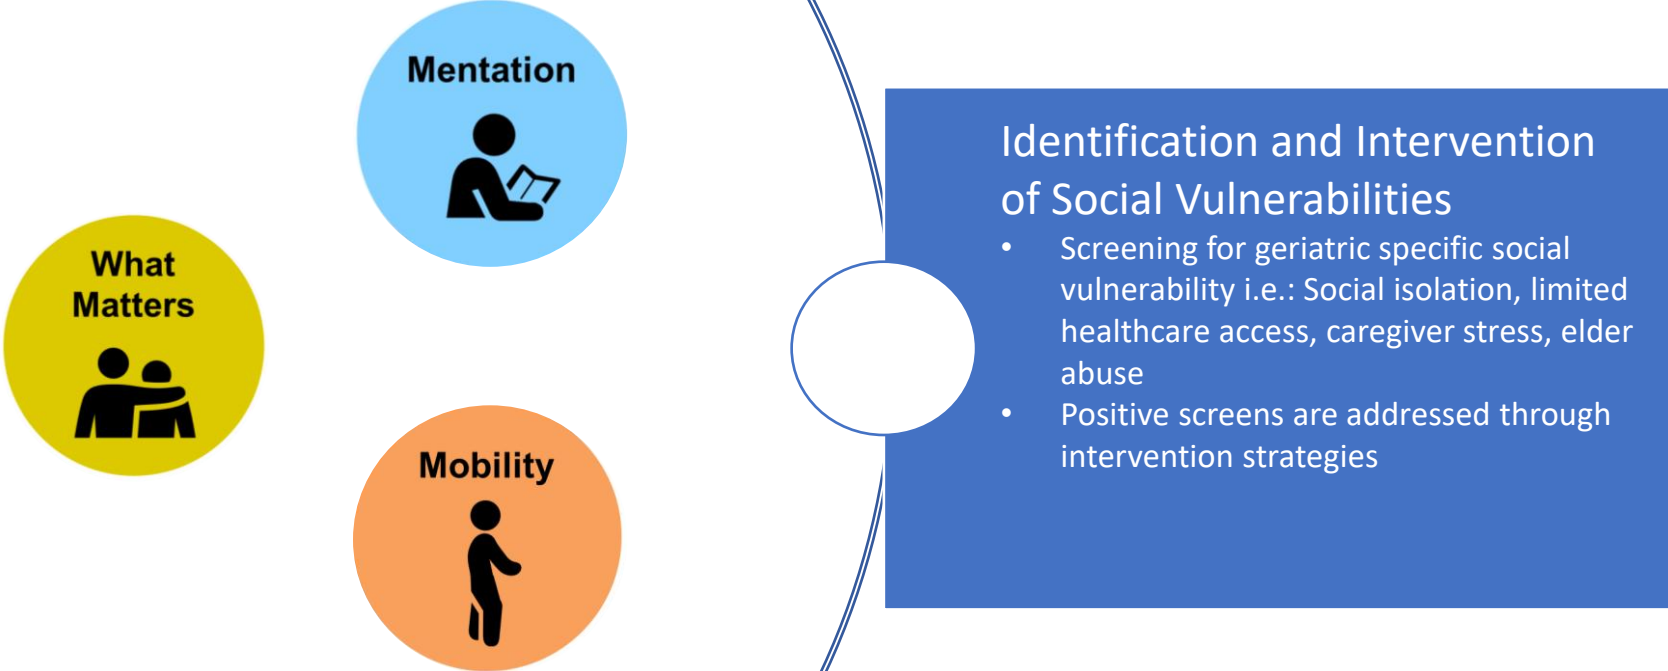 Mentation
What
Matters
Mobility
Identification and Intervention
of Social Vulnerabilities
• Screening for geriatric specific social
vulnerability i.e.: Social isolation, limited
healthcare access, caregiver stress, elder
abuse
• Positive screens are addressed through
intervention strategies